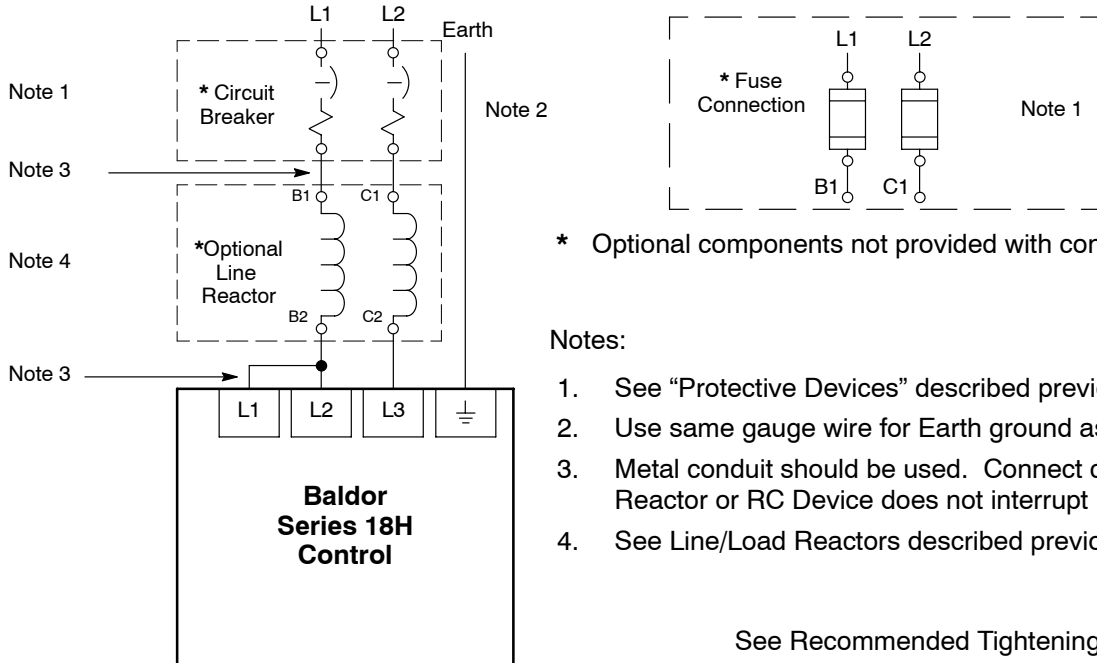 L1 L2 Earth
Note 1
* Circuit
Breaker
Note 2
Note 3
B1 C1
Note 4
*Optional
Line
Reactor
B2 C2
Note 3
L1 L2 L3
Baldor
Series 18H
Control
L1 L2
* Fuse
Connection
Note 1
B1 C1
* Optional components not provided with
Notes:
1. See “Protective Devices” described
2. Use same gauge wire for Earth ground
3. Metal conduit should be used. Connect
Reactor or RC Device does not interrupt
4. See Line/Load Reactors described
See Recommended Tightening